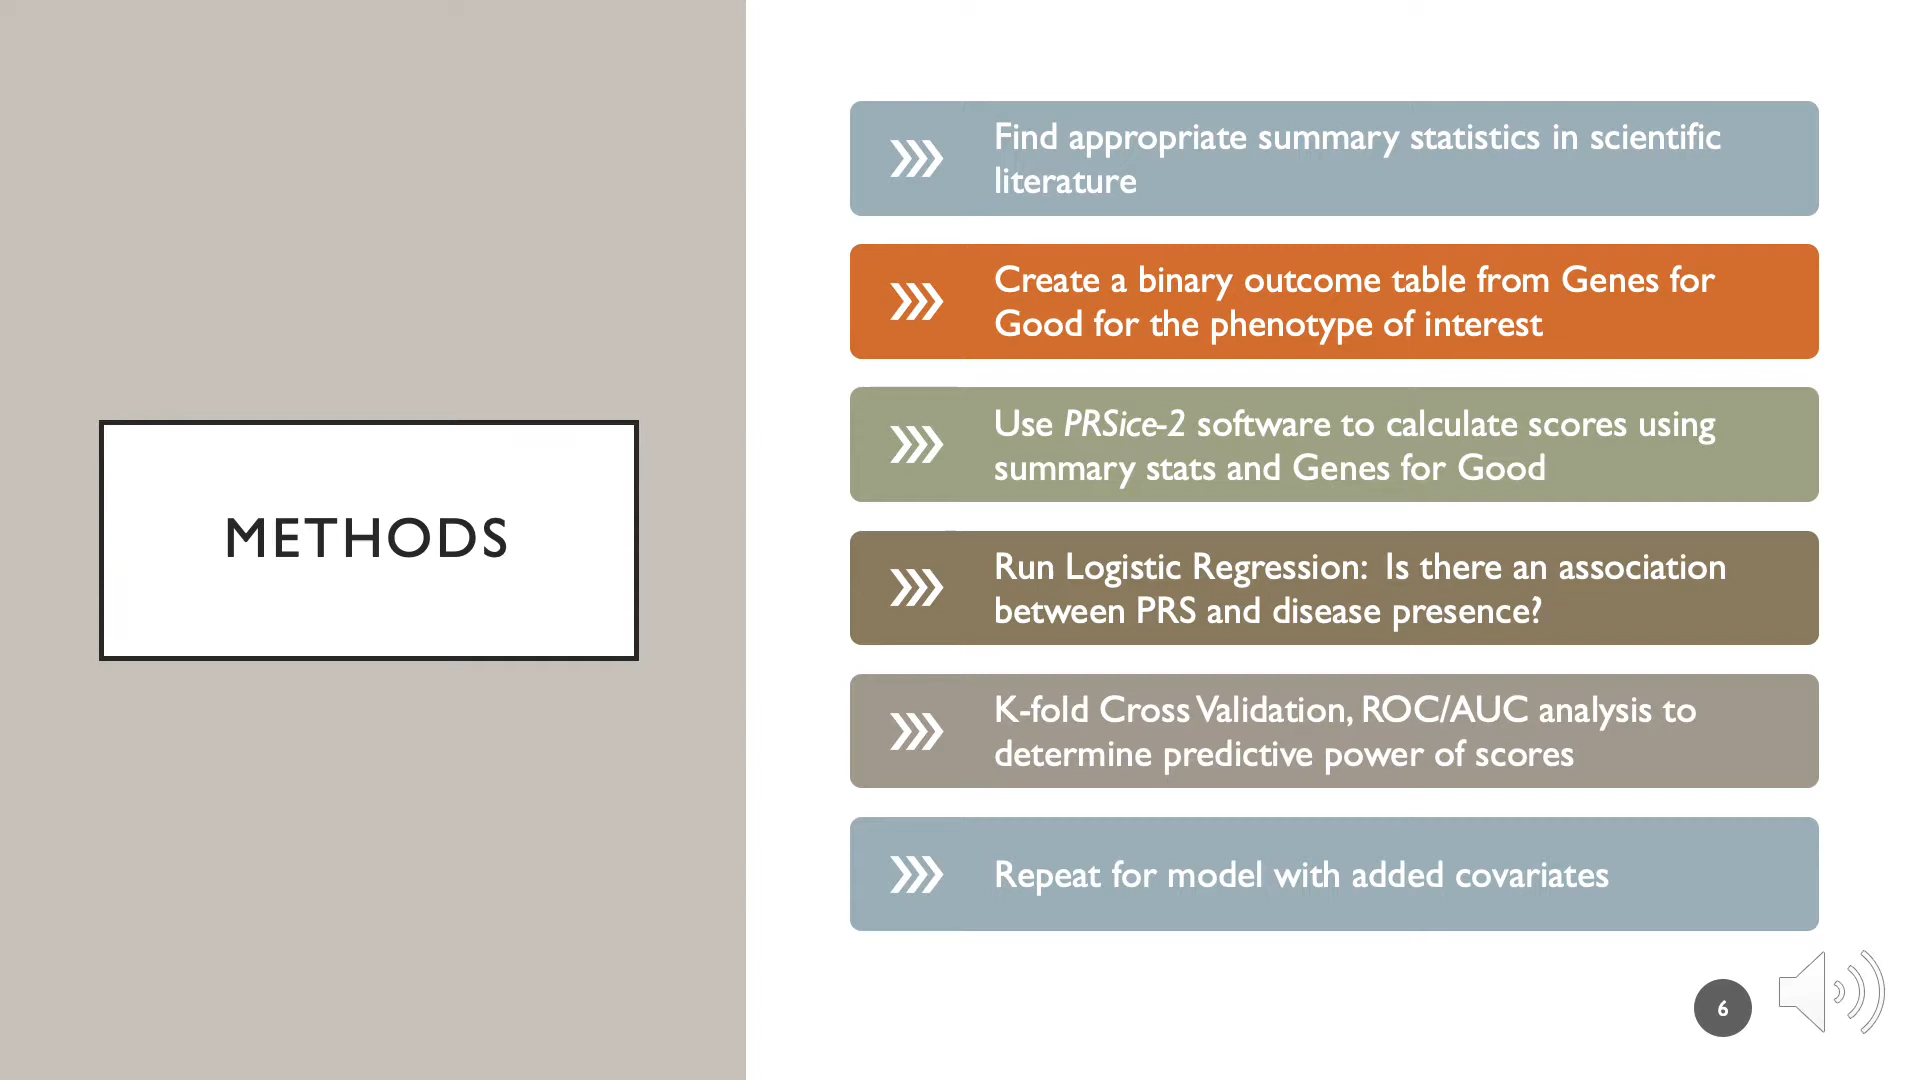 METHODS
Find appropriate summary statistics in scientific
literature
Create a binary outcome table from Genes for
Good for the phenotype of interest
Use PRSice-2 software to calculate scores using
summary stats and Genes for Good
Run Logistic Regression:  Is there an association
between PRS and disease presence?
K-fold Cross Validation, ROC/AUC analysis to
determine predictive power of scores
Repeat for model with added covariates
6